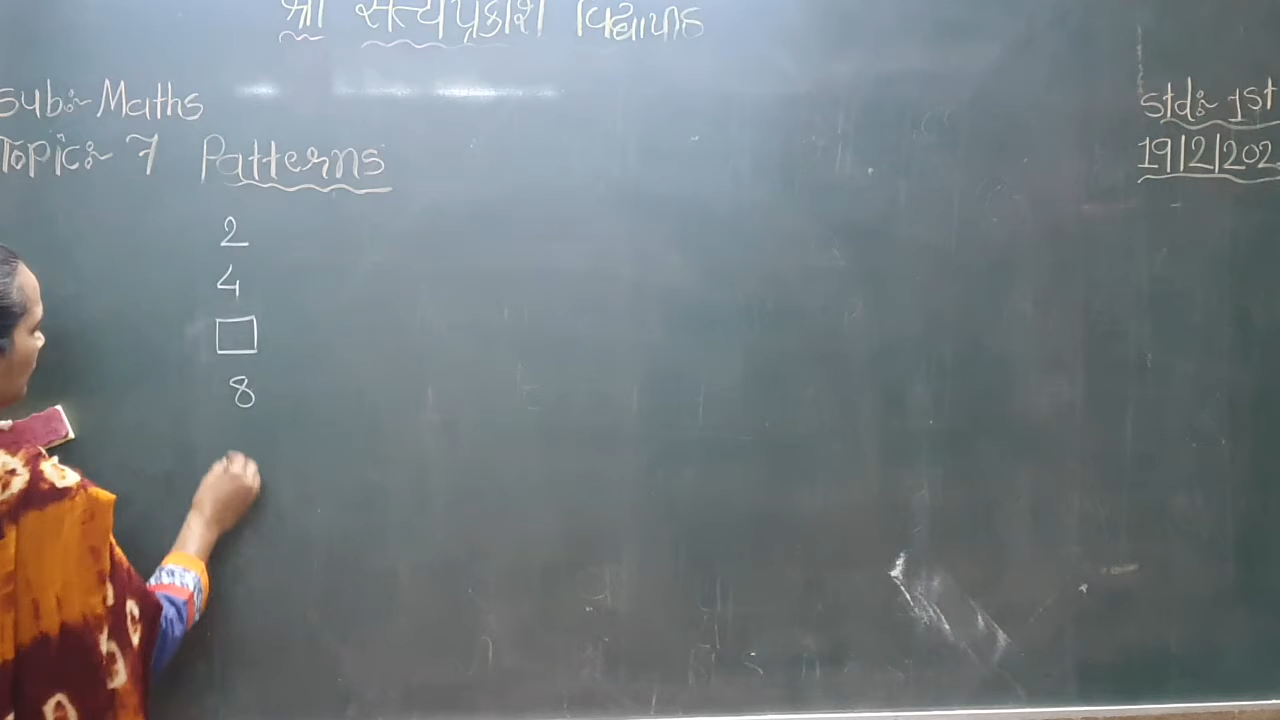 શ્રી સત્યપ્રકાશ વિદ્યાપીઠ
Sub:- Maths
Std:- 1st
Topic:- 7 Patterns
19/2/202
2
4
8